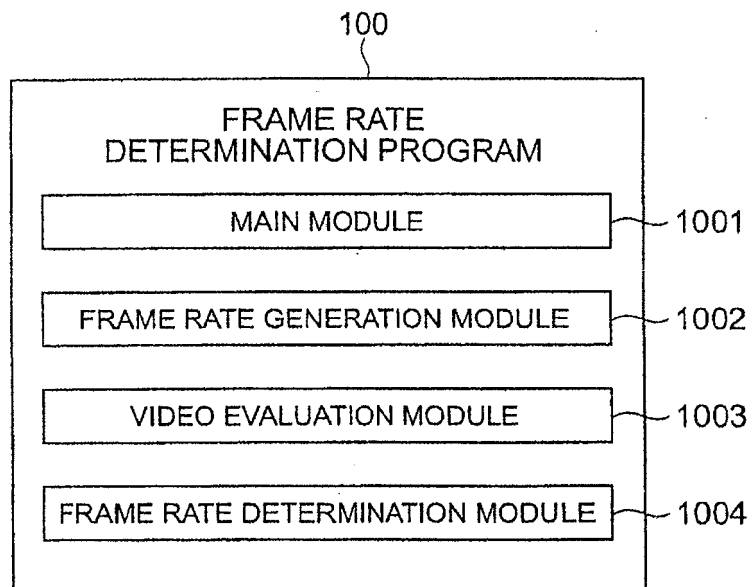 100
FRAME RATE
DETERMINATION PROGRAM
MAIN MODULE 1001
FRAME RATE GENERATION MODULE 1002
VIDEO EVALUATION MODULE 1003
FRAME RATE DETERMINATION MODULE 1004